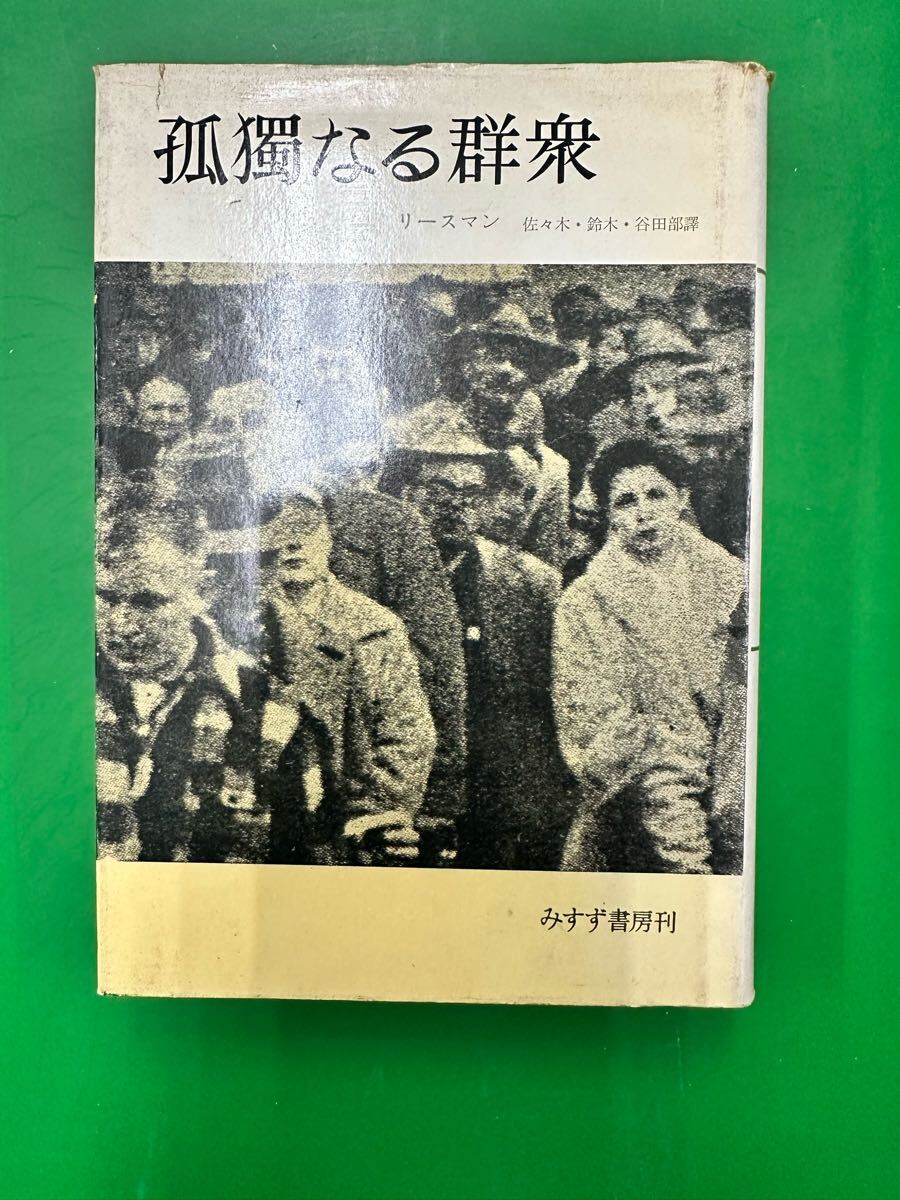 孤獨なる群衆
リースマン 佐々木・鈴木・谷田部譯
みすず書房刊